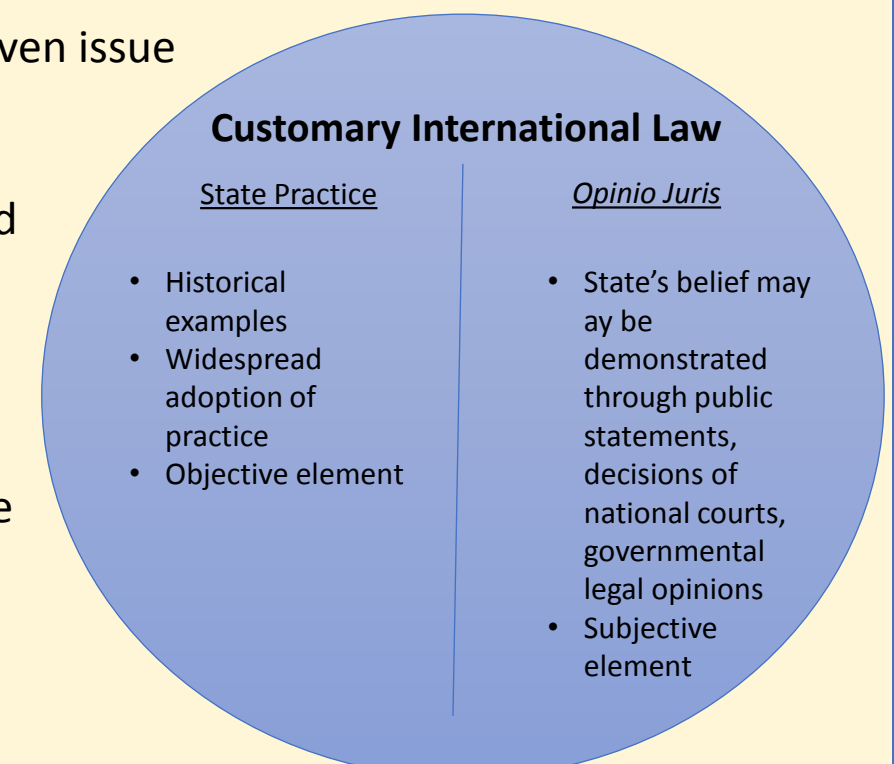 ven issue
d
e
Customary International Law
State Practice
• Historical
examples
• Widespread
adoption of
practice
• Objective element
Opinio Juris
• State's belief may
ay be
demonstrated
through public
statements,
decisions of
national courts,
governmental
legal opinions
• Subjective
element